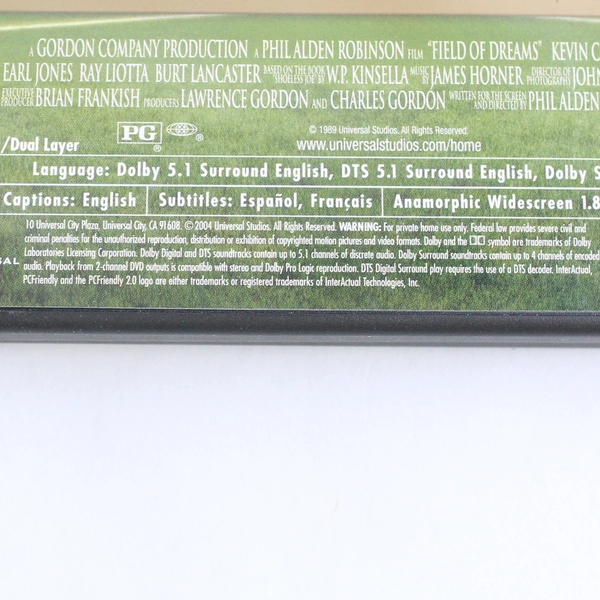 A GORDON COMPANY PRODUCTION A PHIL ALDEN ROBINSON FILM "FIELD OF DREAMS" KEVIN C
EARL JONES RAY LIOTTA BURT LANCASTER BASED ON THE BOOK SHOELESS JOE BY W.P. KINSELLA MUSIC BY JAMES HORNER DIRECTOR OF PHOTOGRAPHY JOHN
EXECUTIVE PRODUCER BRIAN FRANKISH PRODUCERS LAWRENCE GORDON AND CHARLES GORDON WRITTEN FOR THE SCREEN AND DIRECTED BY PHIL ALDEN
PG
© 1989 Universal Studios. All Rights Reserved.
/Dual Layer
www.universalstudios.com/home
Language: Dolby 5.1 Surround English, DTS 5.1 Surround English, Dolby S
Captions: English | Subtitles: Español, Français | Anamorphic Widescreen 1.8
10 Universal City Plaza, Universal City, CA 91608. © 2004 Universal Studios. All Rights Reserved. WARNING: For private home use only. Federal law provides severe civil and
criminal penalties for the unauthorized reproduction, distribution or exhibition of copyrighted motion pictures and video formats. Dolby and the symbol are trademarks of Dolby
Laboratories Licensing Corporation. Dolby Digital and DTS soundtracks contain up to 5.1 channels of discrete audio. Dolby Surround soundtracks contain up to 4 channels of encoded
SAL
audio. Playback from 2-channel DVD outputs is compatible with stereo and Dolby Pro Logic reproduction. DTS Digital Surround play requires the use of a DTS decoder. InterActual,
PCFriendly and the PCFriendly 2.0 logo are either trademarks or registered trademarks of InterActual Technologies, Inc.